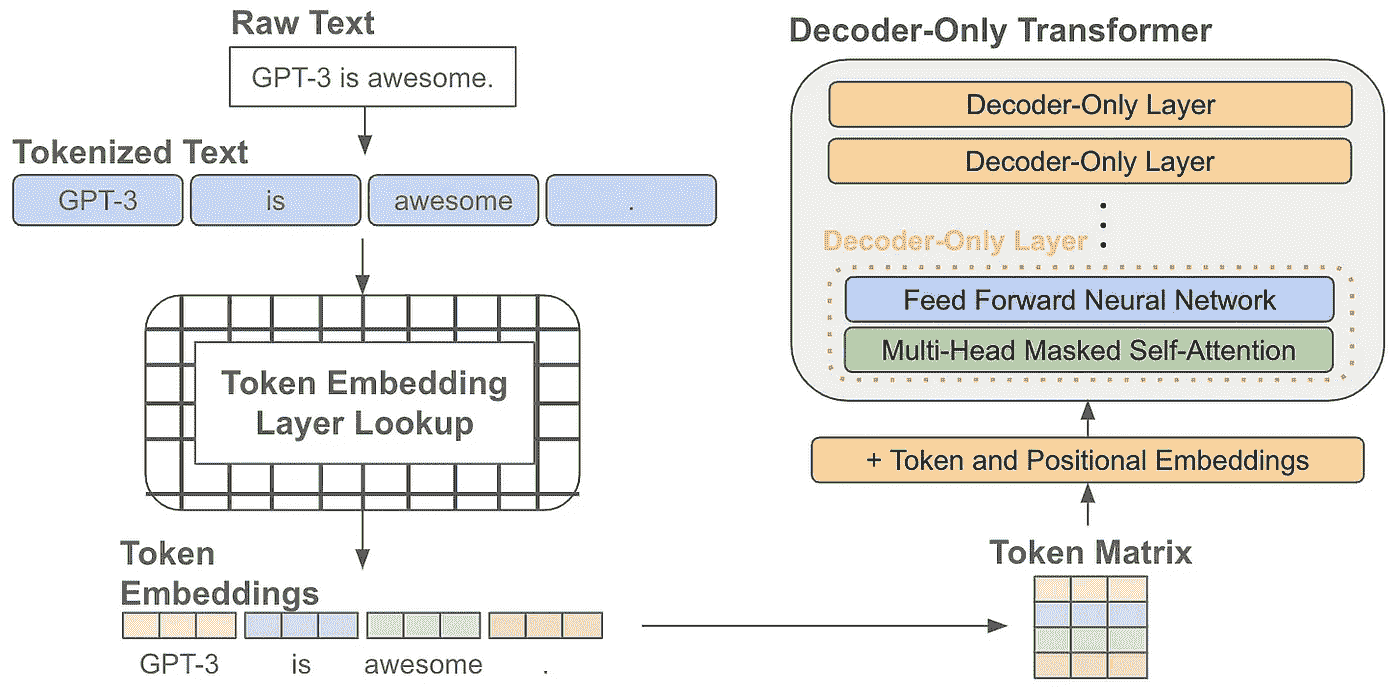 Raw Text
GPT-3 is awesome.
Tokenized Text
GPT-3 is awesome .
Token Embedding
Layer Lookup
Token
Embeddings
GPT-3 is awesome .
Decoder-Only Transformer
Decoder-Only Layer
Decoder-Only Layer
Decoder-Only Layer
Feed Forward Neural Network
Multi-Head Masked Self-Attention
+ Token and Positional Embeddings
Token Matrix